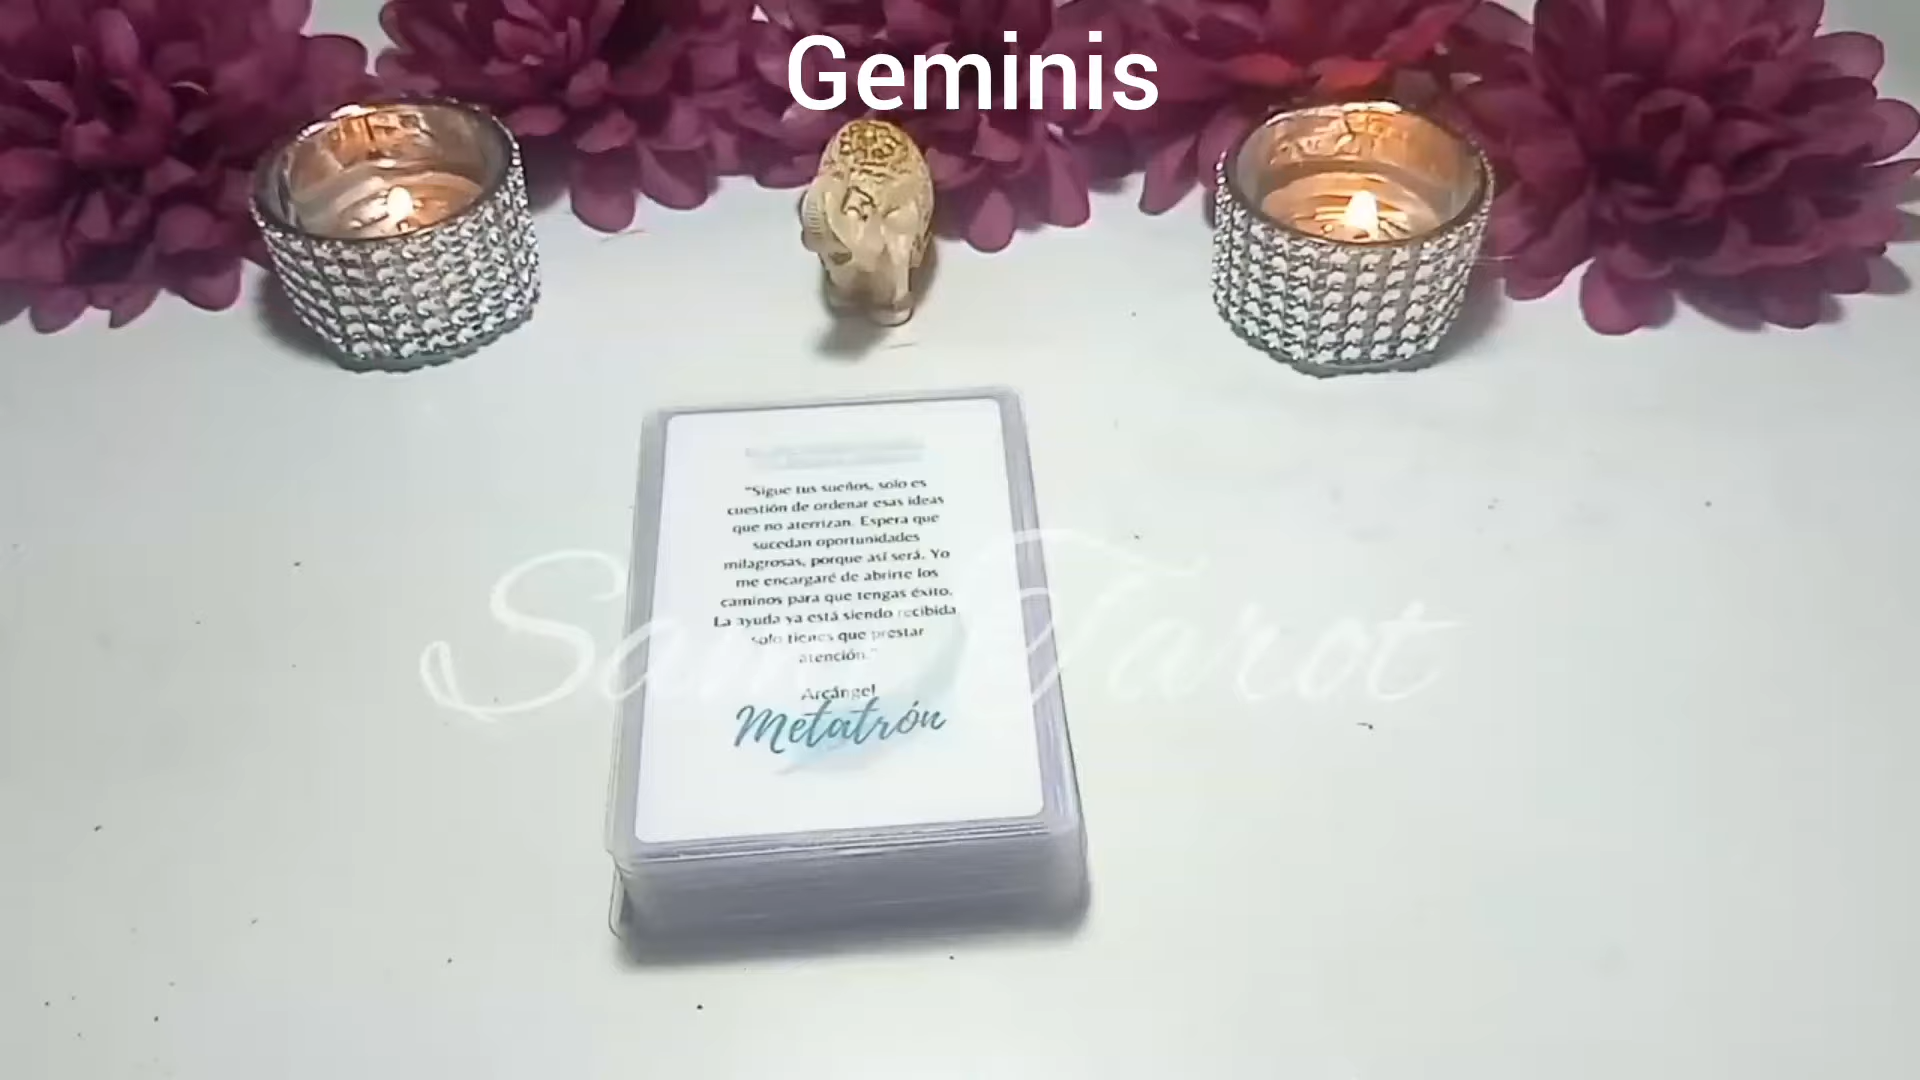 Geminis
"Sigue tus sueños, solo es
cuestión de ordenar esas ideas
que no aterrizan. Espera que
sucedan oportunidades
milagrosas, porque así será. Yo
me encargaré de abrirte los
caminos para que tengas éxito.
La ayuda ya está siendo recibida
solo tienes que prestar
atención."
Arcángel
Metatrón
Tarot